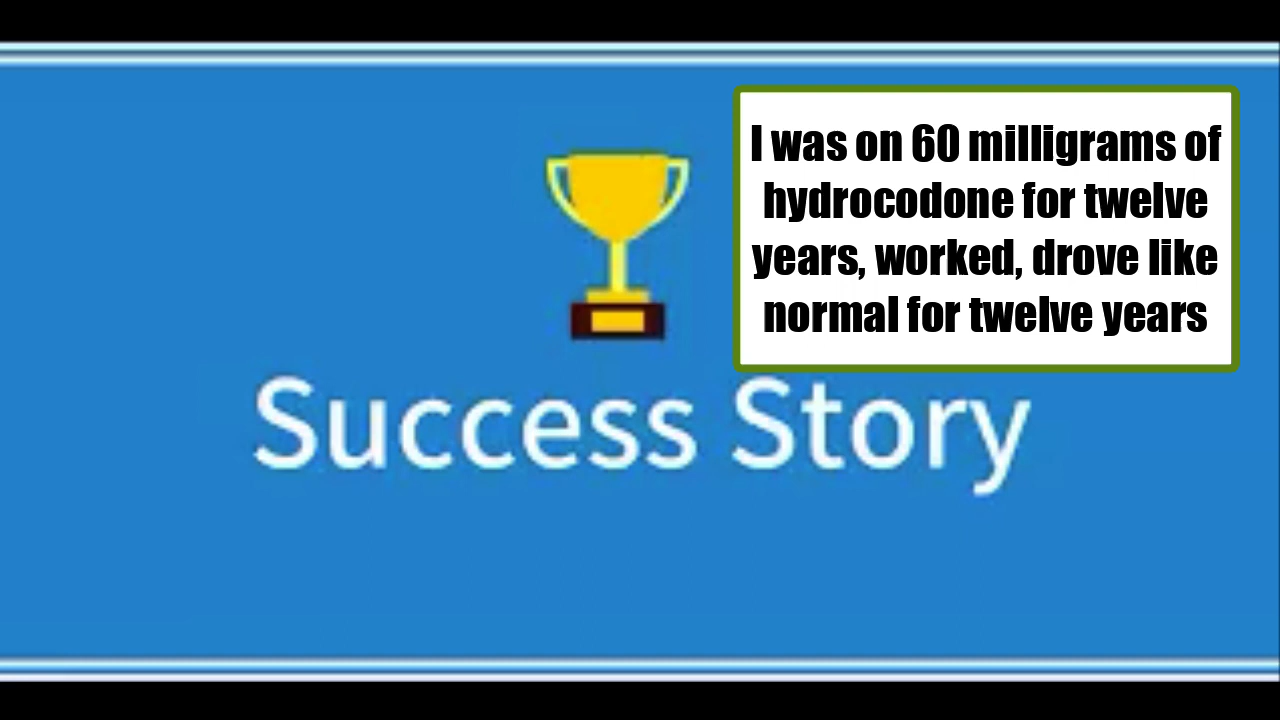 I was on 60 milligrams of
hydrocodone for twelve
years, worked, drove like
normal for twelve years
Success Story